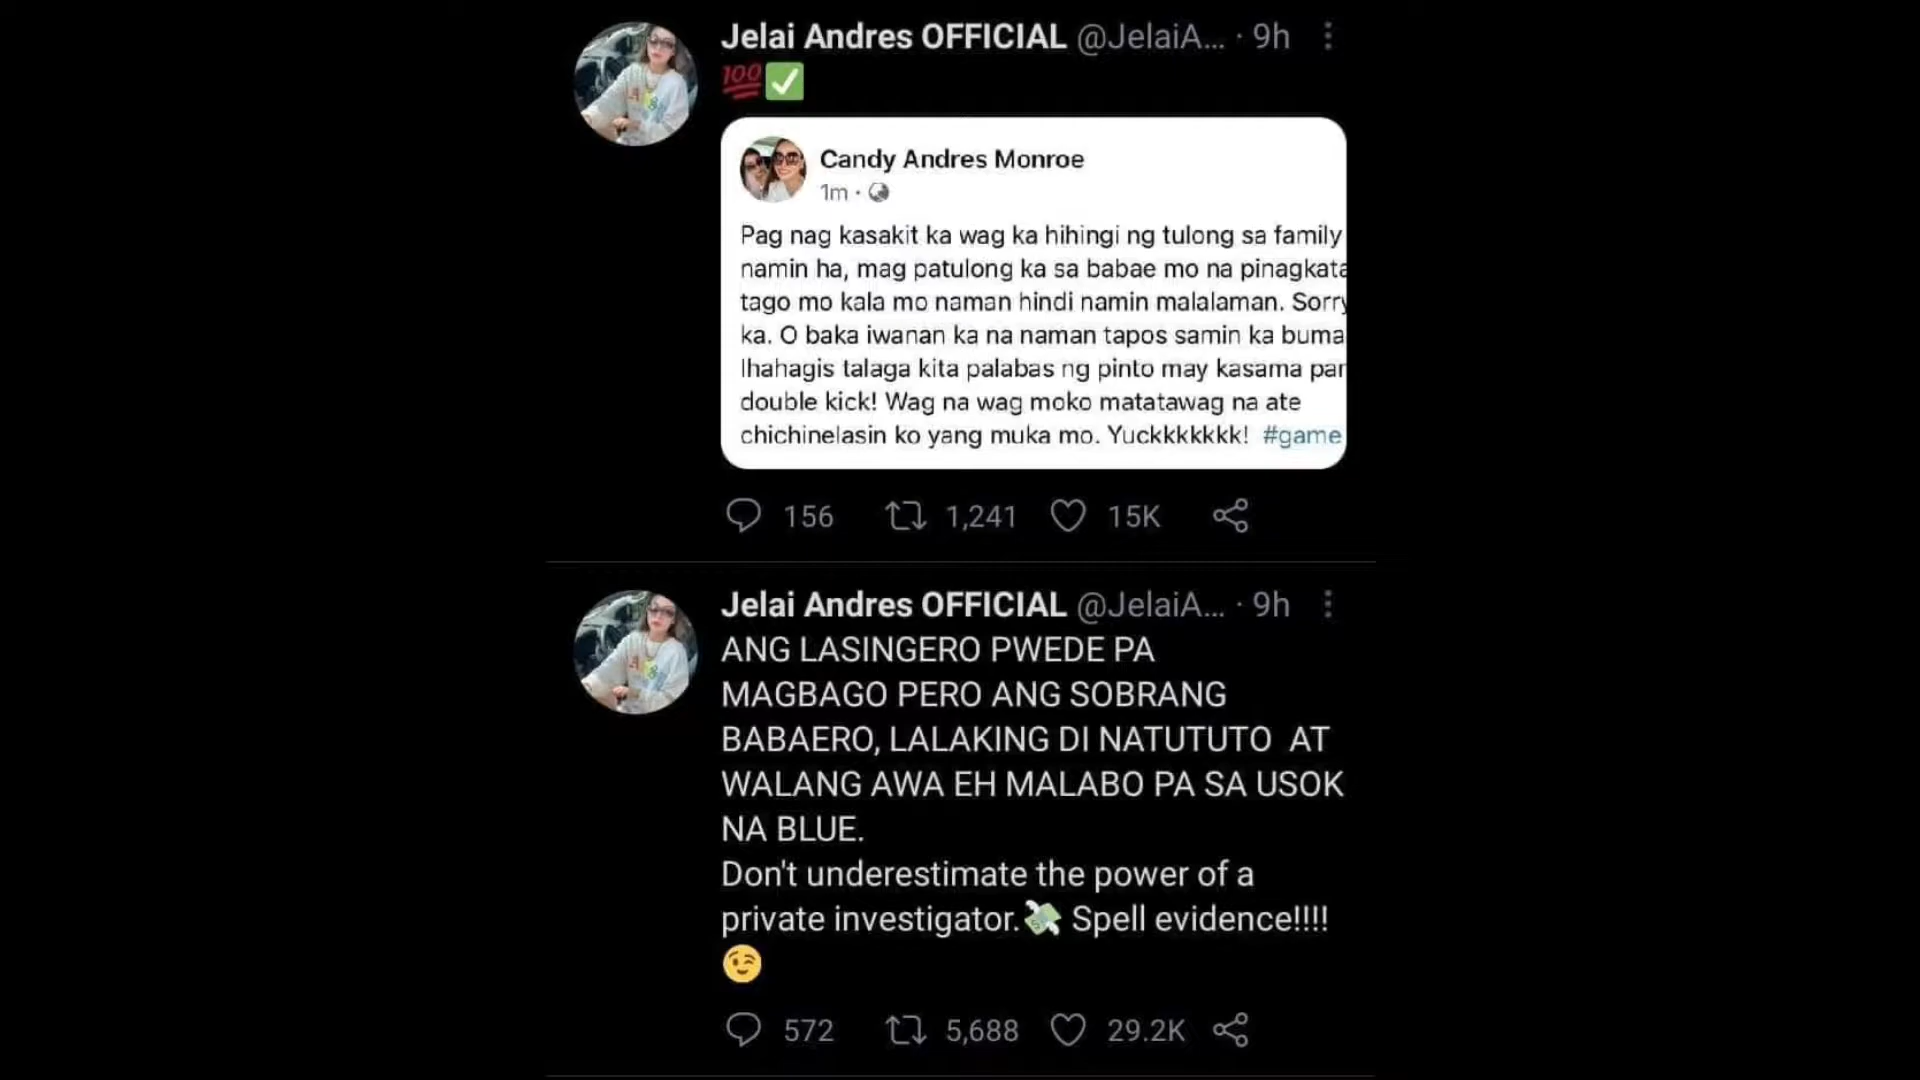 Jelai Andres OFFICIAL @JelaiA... · 9h
💯✅
Candy Andres Monroe
1m ·
Pag nag kasakit ka wag ka hihingi ng tulong sa family
namin ha, mag patulong ka sa babae mo na pinagkata
tago mo kala mo naman hindi namin malalaman. Sorry
ka. O baka iwanan ka na naman tapos samin ka buma
Ihahagis talaga kita palabas ng pinto may kasama pan
double kick! Wag na wag moko matatawag na ate
chichinelasin ko yang muka mo. Yuckkkkkkk! #game
156 1,241 15K
Jelai Andres OFFICIAL @JelaiA... · 9h
ANG LASINGERO PWEDE PA
MAGBAGO PERO ANG SOBRANG
BABAERO, LALAKING DI NATUTUTO AT
WALANG AWA EH MALABO PA SA USOK
NA BLUE.
Don't underestimate the power of a
private investigator.💸 Spell evidence!!!!
😉
572 5,688 29.2K